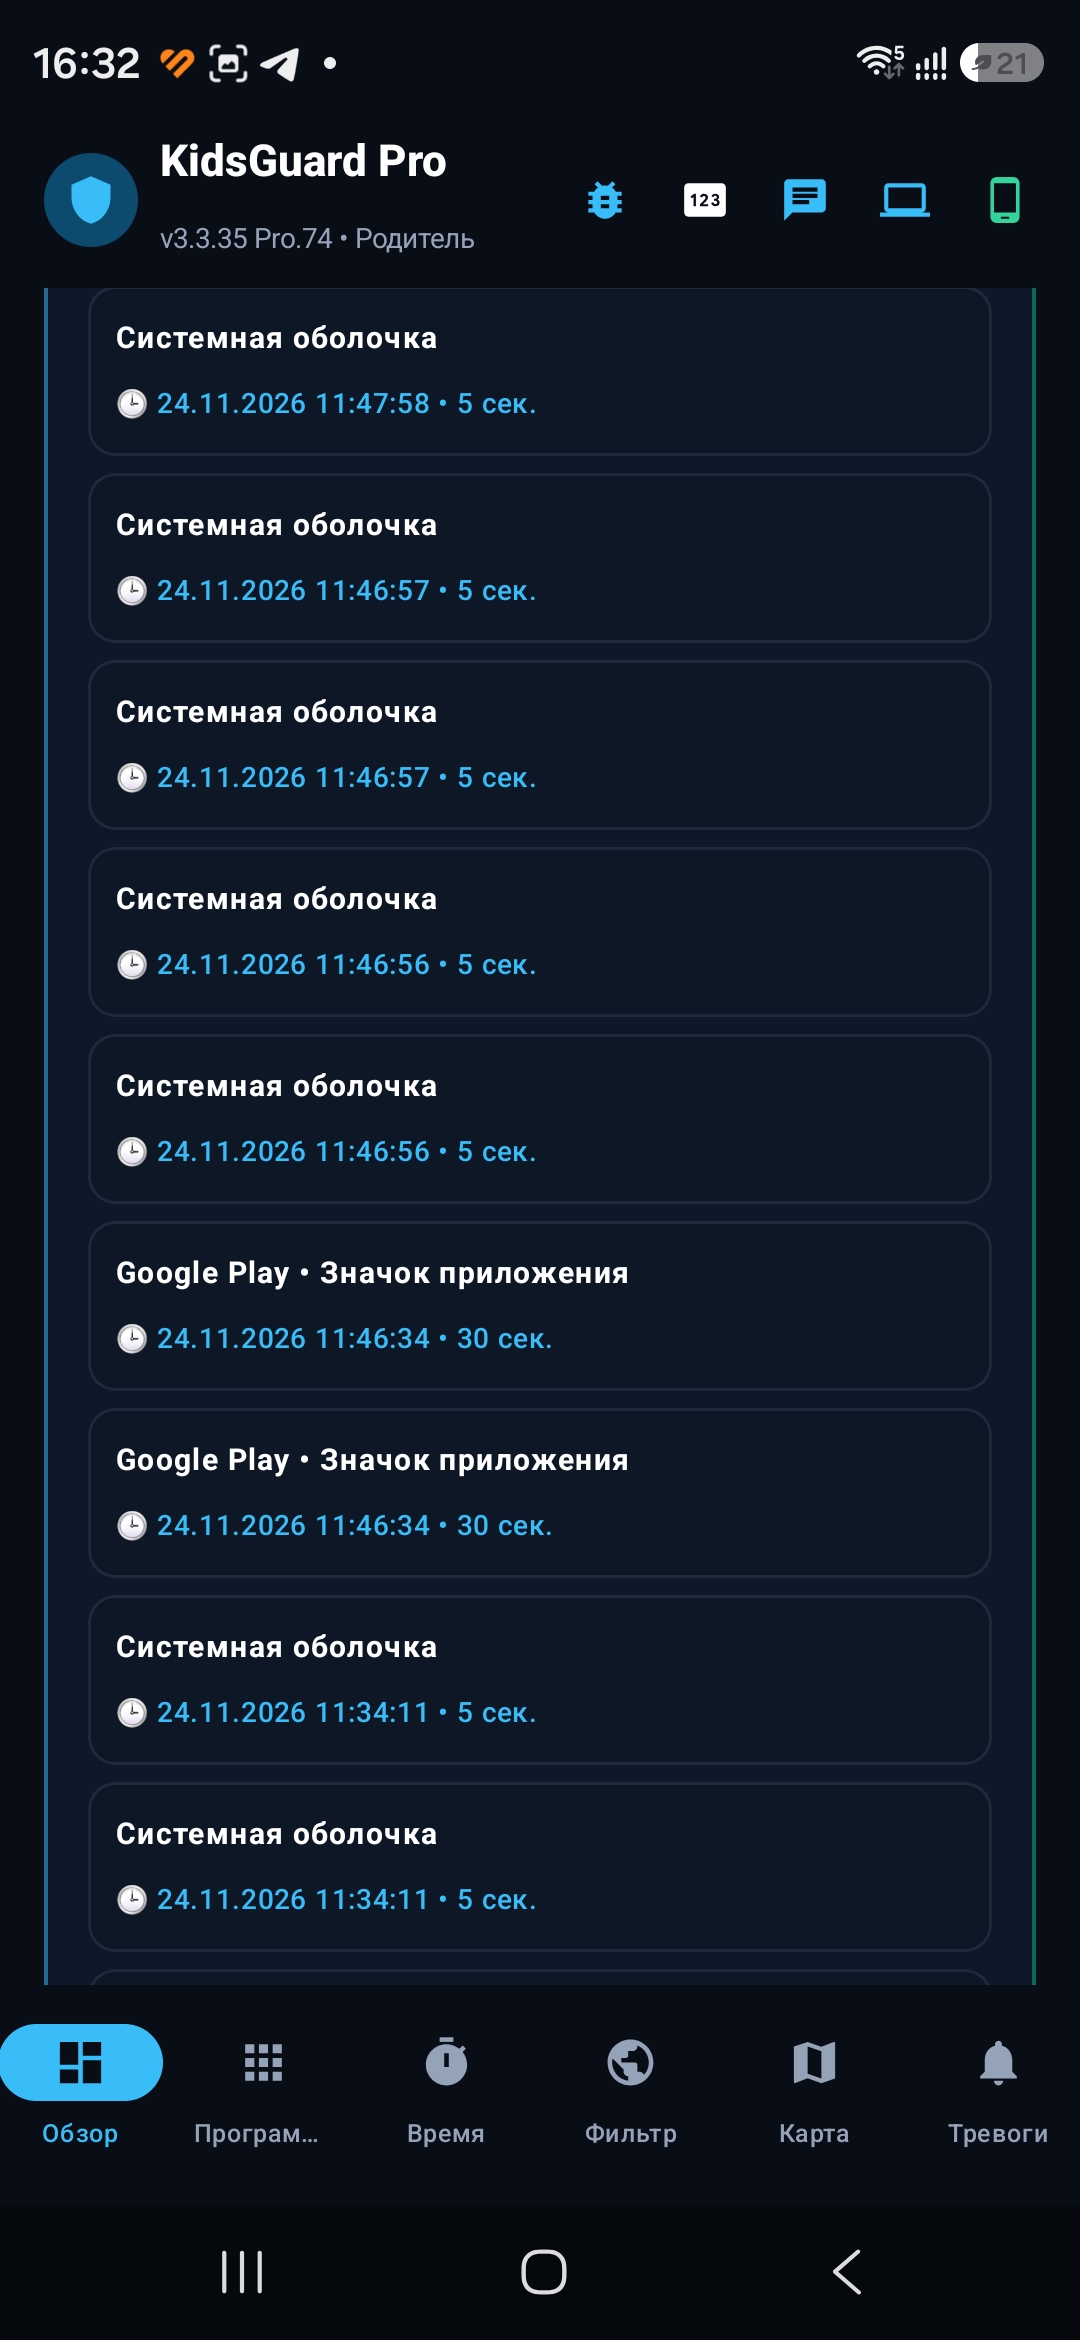 16:32
5
21
KidsGuard Pro
v3.3.35 Pro.74 • Родитель
123
Системная оболочка
24.11.2026 11:47:58 • 5 сек.
Системная оболочка
24.11.2026 11:46:57 • 5 сек.
Системная оболочка
24.11.2026 11:46:57 • 5 сек.
Системная оболочка
24.11.2026 11:46:56 • 5 сек.
Системная оболочка
24.11.2026 11:46:56 • 5 сек.
Google Play • Значок приложения
24.11.2026 11:46:34 • 30 сек.
Google Play • Значок приложения
24.11.2026 11:46:34 • 30 сек.
Системная оболочка
24.11.2026 11:34:11 • 5 сек.
Системная оболочка
24.11.2026 11:34:11 • 5 сек.
Обзор
Програм...
Время
Фильтр
Карта
Тревоги